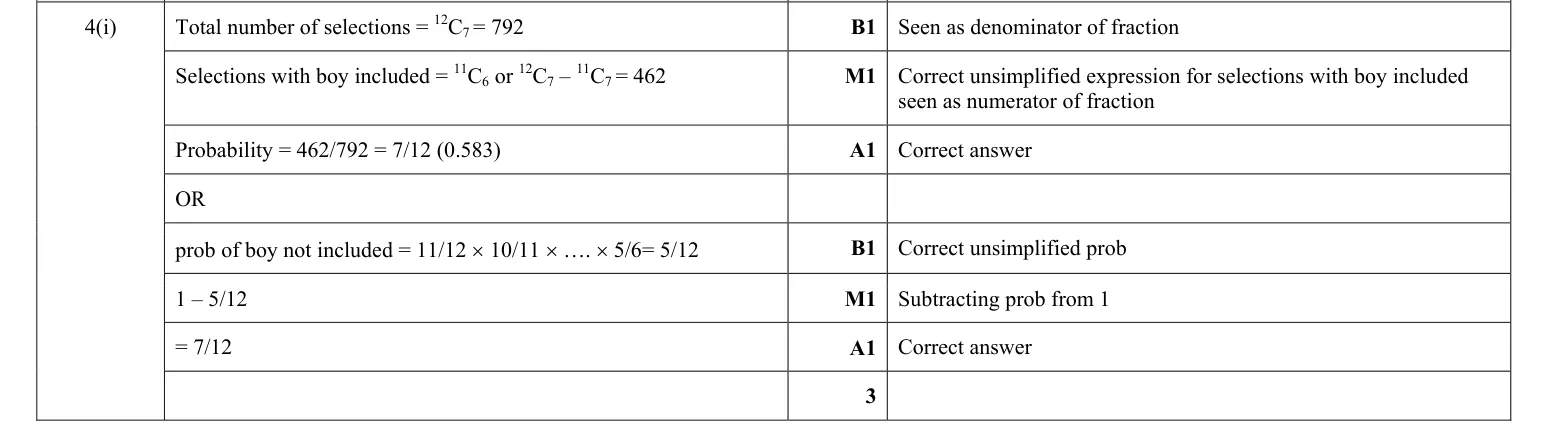 4(i) Total number of selections = ¹²C₇ = 792 B1 Seen as denominator of fraction
Selections with boy included = ¹¹C₆ or ¹²C₇ – ¹¹C₇ = 462 M1 Correct unsimplified expression for selections with boy included
seen as numerator of fraction
Probability = 462/792 = 7/12 (0.583) A1 Correct answer
OR
prob of boy not included = 11/12 × 10/11 × …. × 5/6= 5/12 B1 Correct unsimplified prob
1 – 5/12 M1 Subtracting prob from 1
= 7/12 A1 Correct answer
3